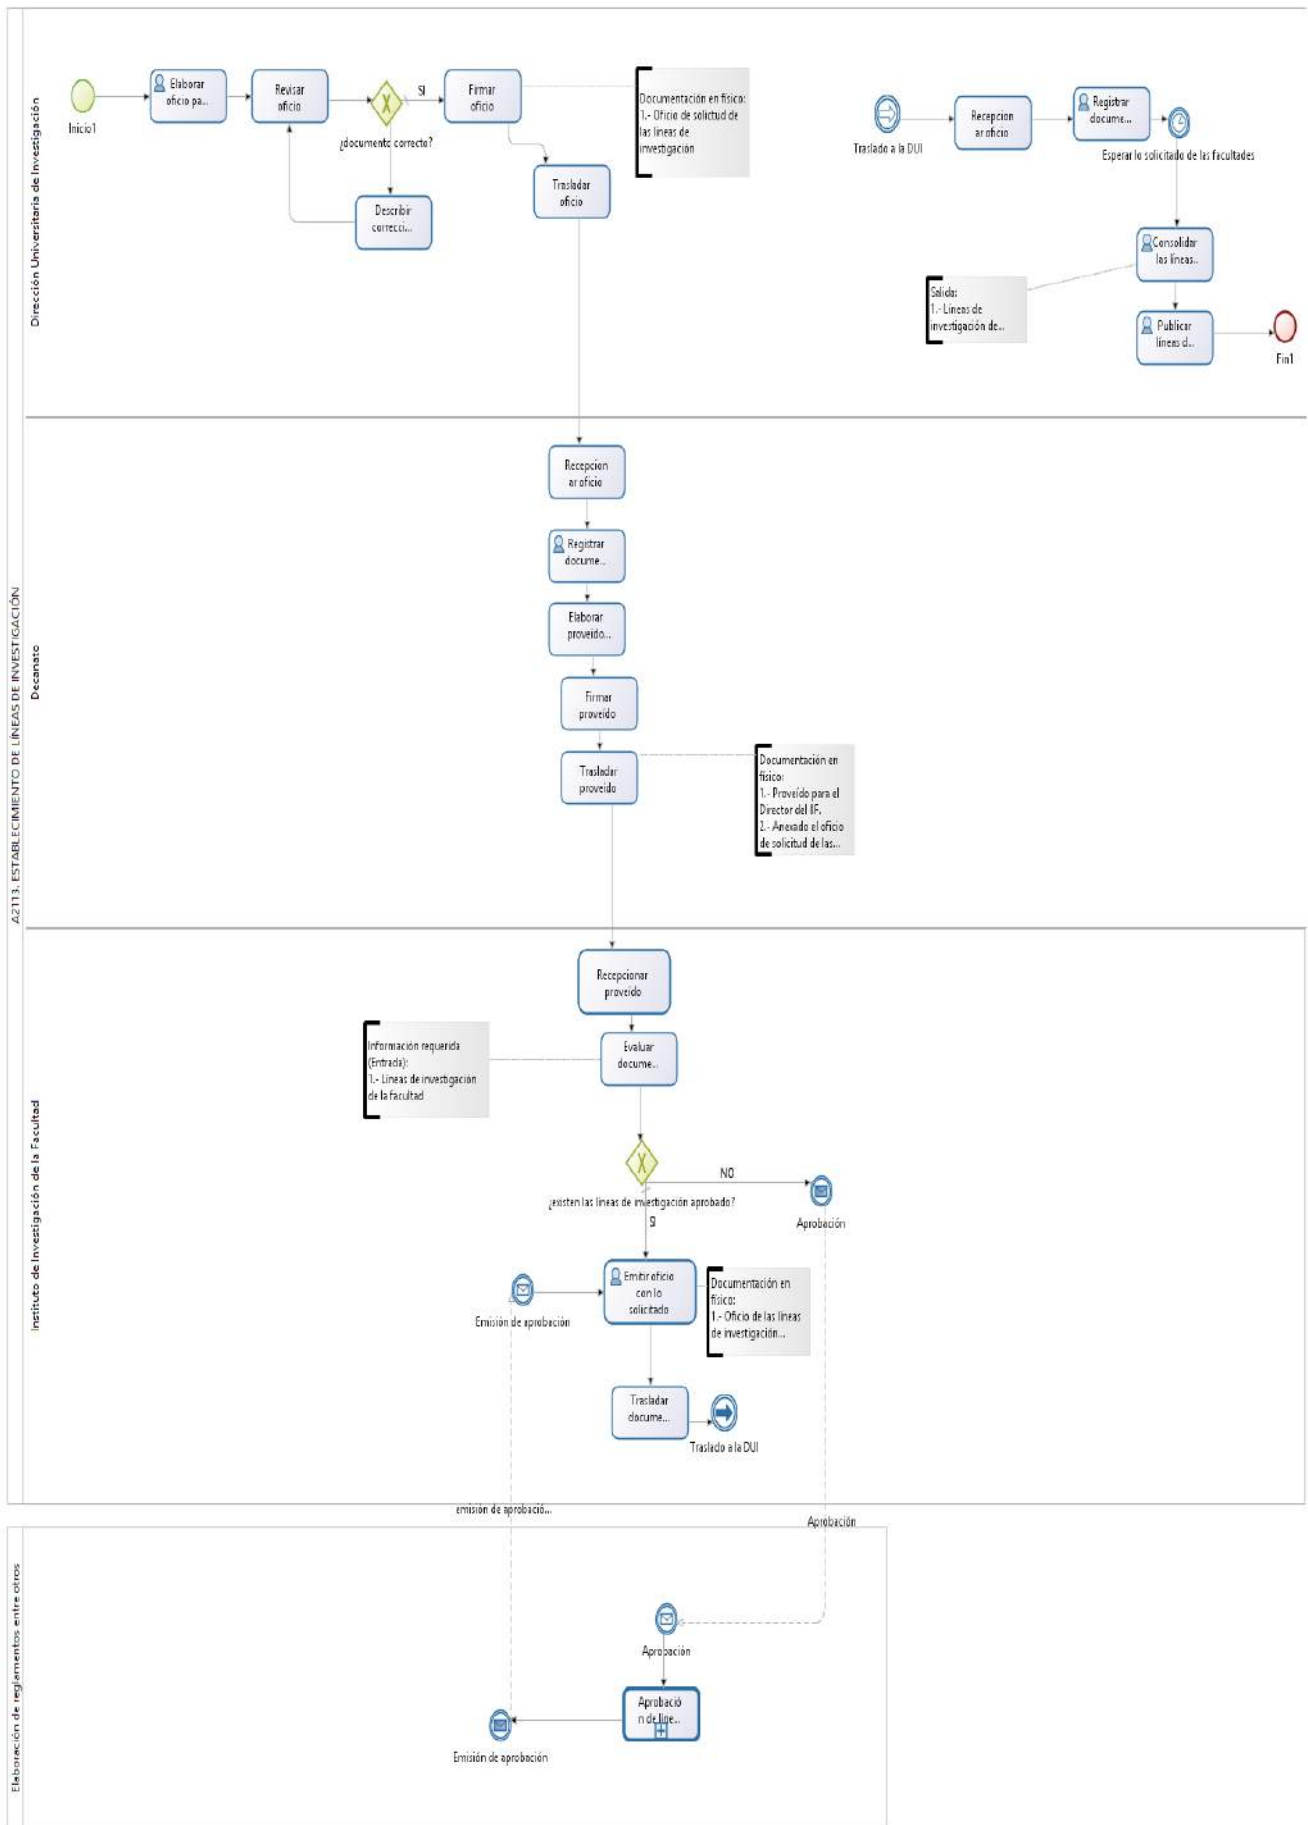 A2113. ESTABLECIMIENTO DE LÍNEAS DE INVESTIGACIÓN
Dirección Universitaria de Investigación
Inicio1
Elaborar
oficio pa...
Revisar
oficio
¿documento correcto?
SI
Firmar
oficio
Describir
correcci...
Trasladar
oficio
Documentación en físico:
1.- Oficio de solctud de
las líneas de
investigación
Traslado a la DUI
Recepcion
ar oficio
Registrar
docume...
Esperar lo solicitado de las facultades
Consolidar
las líneas...
Salida:
1.- Líneas de
investigación de...
Publicar
líneas d...
Fin1
Decanato
Recepcion
ar oficio
Registrar
docume...
Elaborar
proveído...
Firmar
proveído
Trasladar
proveído
Documentación en
físico:
1.- Proveído para el
Director del IIF.
2.- Anexado el oficio
de solicitud de las...
Instituto de Investigación de la Facultad
Recepcionar
proveído
Evaluar
docume...
Información requerida
(Entrada):
1.- Líneas de investigación
de la facultad
¿existen las líneas de investigación aprobado?
NO
Aprobación
SI
Emitir oficio
con lo
solicitado
Emisión de aprobación
Documentación en
físico:
1.- Oficio de las líneas
de investigación...
Trasladar
docume...
Traslado a la DUI
emisión de aprobació...
Aprobación
Elaboración de reglamentos entre otros
Aprobación
Aprobació
n de líne...
Emisión de aprobación